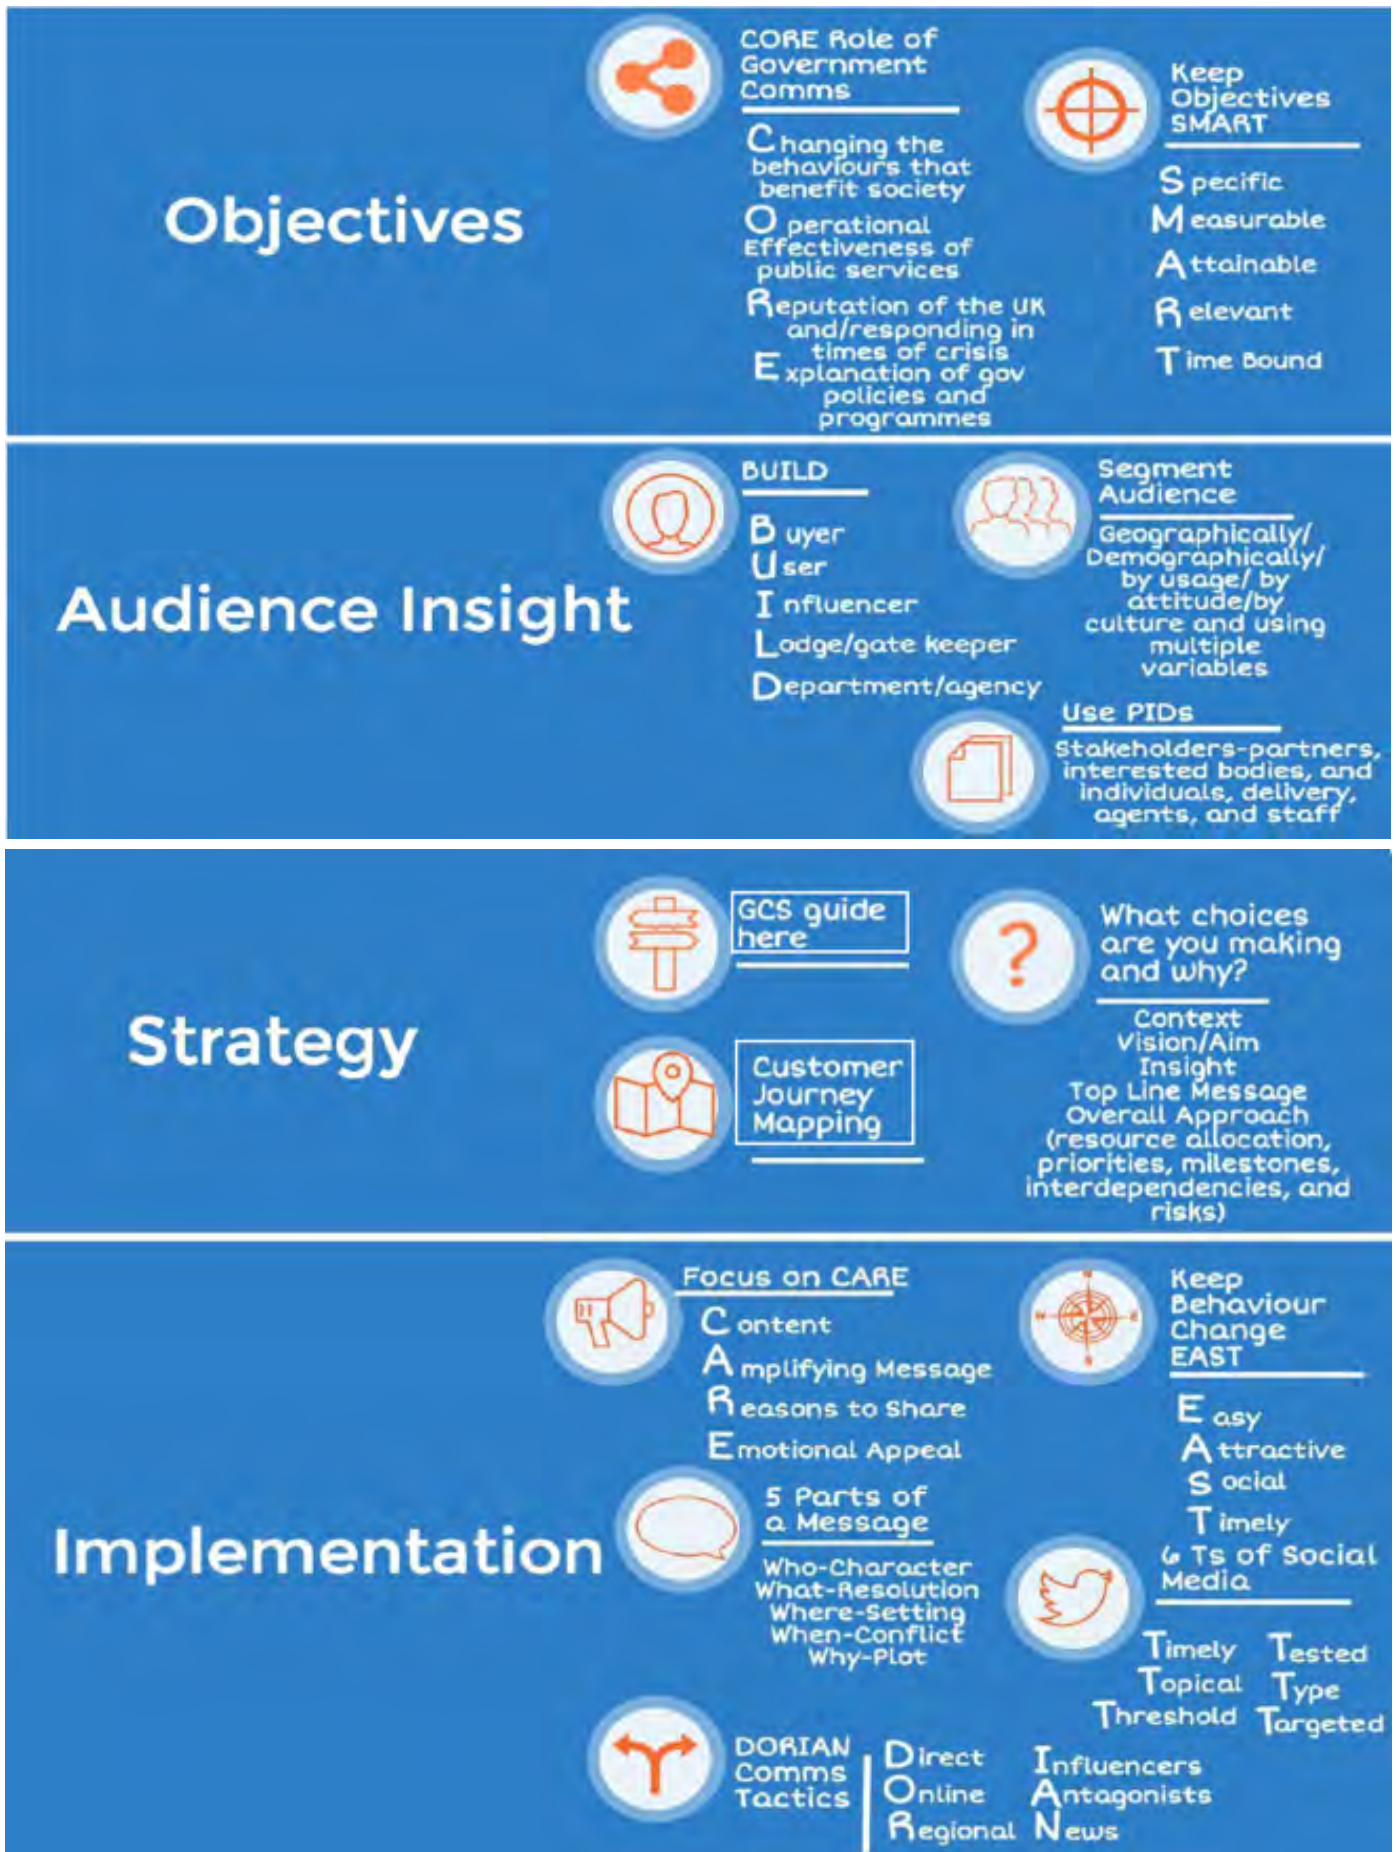 Objectives
CORE Role of
Government
Comms
Changing the
behaviours that
benefit society
Operational
Effectiveness of
public services
Reputation of the UK
and/responding in
times of crisis
Explanation of gov
policies and
programmes
Keep
Objectives
SMART
Specific
Measurable
Attainable
Relevant
Time Bound
Audience Insight
BUILD
Buyer
User
Influencer
Lodge/gate keeper
Department/agency
Segment
Audience
Geographically/
Demographically/
by usage/ by
attitude/by
culture and using
multiple
variables
Use PIDs
Stakeholders-partners,
interested bodies, and
individuals, delivery,
agents, and staff
Strategy
GCS guide
here
Customer
Journey
Mapping
What choices
are you making
and why?
Context
Vision/Aim
Insight
Top Line Message
Overall Approach
(resource allocation,
priorities, milestones,
interdependencies, and
risks)
Implementation
Focus on CARE
Content
Amplifying Message
Reasons to Share
Emotional Appeal
Keep
Behaviour
Change
EAST
Easy
Attractive
Social
Timely
5 Parts of
a Message
Who-Character
What-Resolution
Where-Setting
When-Conflict
Why-Plot
6 Ts of Social
Media
Timely Tested
Topical Type
Threshold Targeted
DORIAN
Comms
Tactics
Direct
Online
Regional
Influencers
Antagonists
News